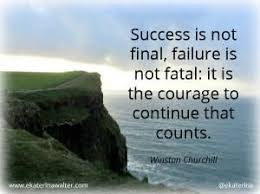 Success is not
final, failure is
not fatal: it is
the courage to
continue that
counts.
Winston Churchill
www.ekaterinawalter.com
@ekaterina